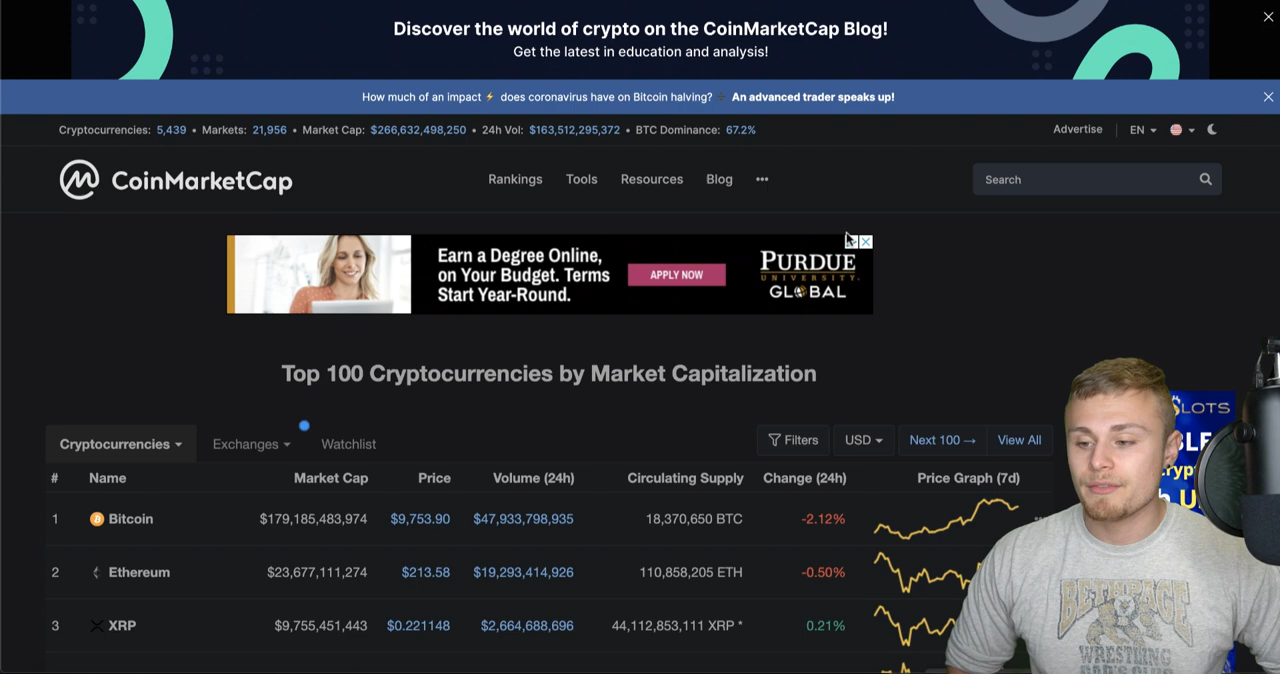 Discover the world of crypto on the CoinMarketCap Blog!
Get the latest in education and analysis!
How much of an impact ⚡ does coronavirus have on Bitcoin halving? An advanced trader speaks up!
Cryptocurrencies: 5,439 • Markets: 21,956 • Market Cap: $266,632,498,250 • 24h Vol: $163,512,295,372 • BTC Dominance: 67.2%
Advertise EN
CoinMarketCap
Rankings Tools Resources Blog •••
Search
Earn a Degree Online,
on Your Budget. Terms
Start Year-Round.
APPLY NOW
PURDUE
UNIVERSITY
GLOBAL
Top 100 Cryptocurrencies by Market Capitalization
Cryptocurrencies Exchanges Watchlist
Filters USD Next 100 → View All
# Name Market Cap Price Volume (24h) Circulating Supply Change (24h) Price Graph (7d)
1 Bitcoin $179,185,483,974 $9,753.90 $47,933,798,935 18,370,650 BTC -2.12%
2 Ethereum $23,677,111,274 $213.58 $19,293,414,926 110,858,205 ETH -0.50%
3 XRP $9,755,451,443 $0.221148 $2,664,688,696 44,112,853,111 XRP * 0.21%
SLOTS
BETHPAGE
WRESTLING